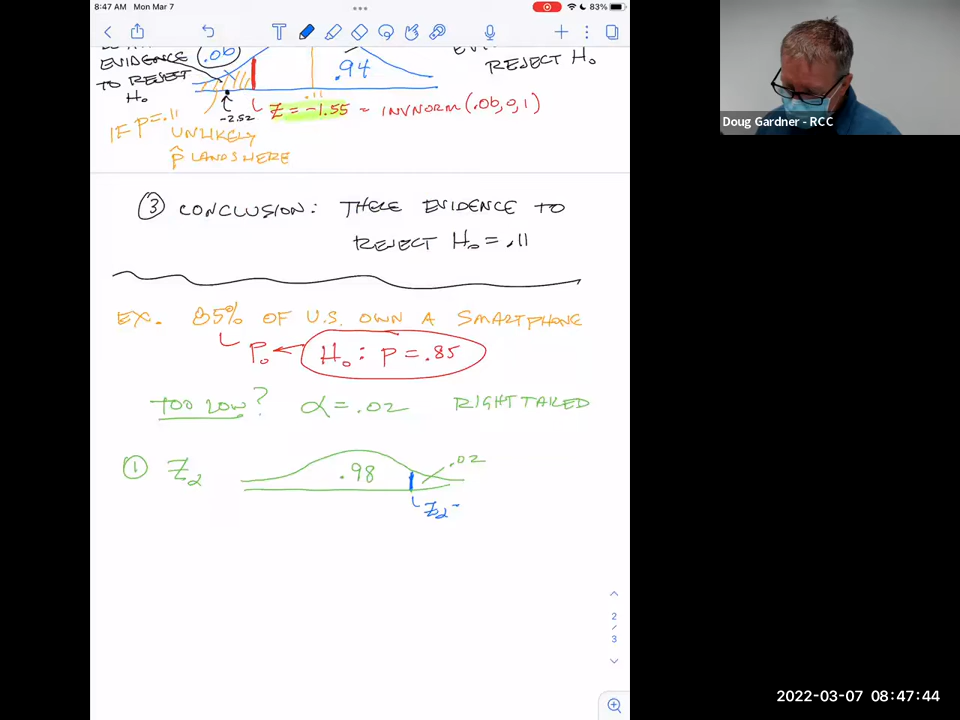 8:47 AM Mon Mar 7
83%
EVIDENCE
TO REJECT
H₀
.06
.94
REJECT H₀
.11
-2.52
Z = -1.55 = INVNORM(.06,0,1)
IF P=.11
UNLIKELY
P̂ LANDS HERE
③ CONCLUSION: THERE EVIDENCE TO
REJECT H₀ = .11
EX. 85% OF U.S. OWN A SMARTPHONE
P₀ ← H₀: P = .85
TOO LOW? α = .02 RIGHT TAILED
① Zα
.98
.02
Zα =
2
/
3
Doug Gardner - RCC
2022-03-07 08:47:44